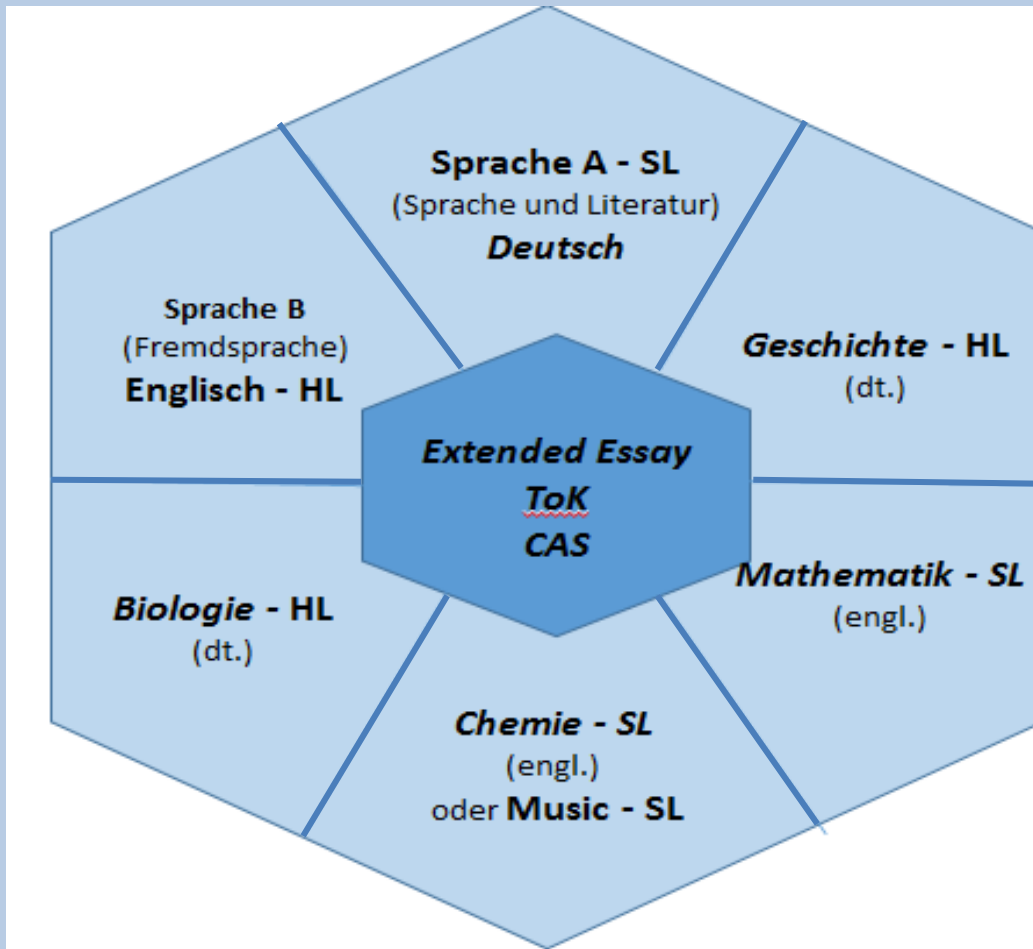 Sprache A - SL
(Sprache und Literatur)
Deutsch
Sprache B
(Fremdsprache)
Englisch - HL
Geschichte - HL
(dt.)
Extended Essay
ToK
CAS
Biologie - HL
(dt.)
Mathematik - SL
(engl.)
Chemie - SL
(engl.)
oder Music - SL